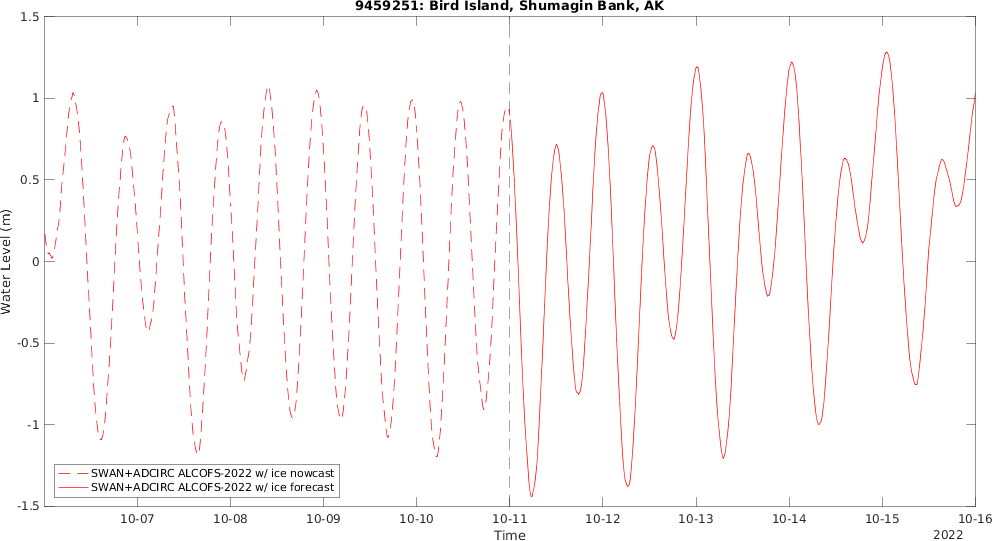 9459251: Bird Island, Shumagin Bank, AK
1.5
1
0.5
0
-0.5
-1
-1.5
Water Level (m)
SWAN+ADCIRC ALCOFS-2022 w/ ice nowcast
SWAN+ADCIRC ALCOFS-2022 w/ ice forecast
10-07 10-08 10-09 10-10 10-11 10-12 10-13 10-14 10-15 10-16
Time
2022